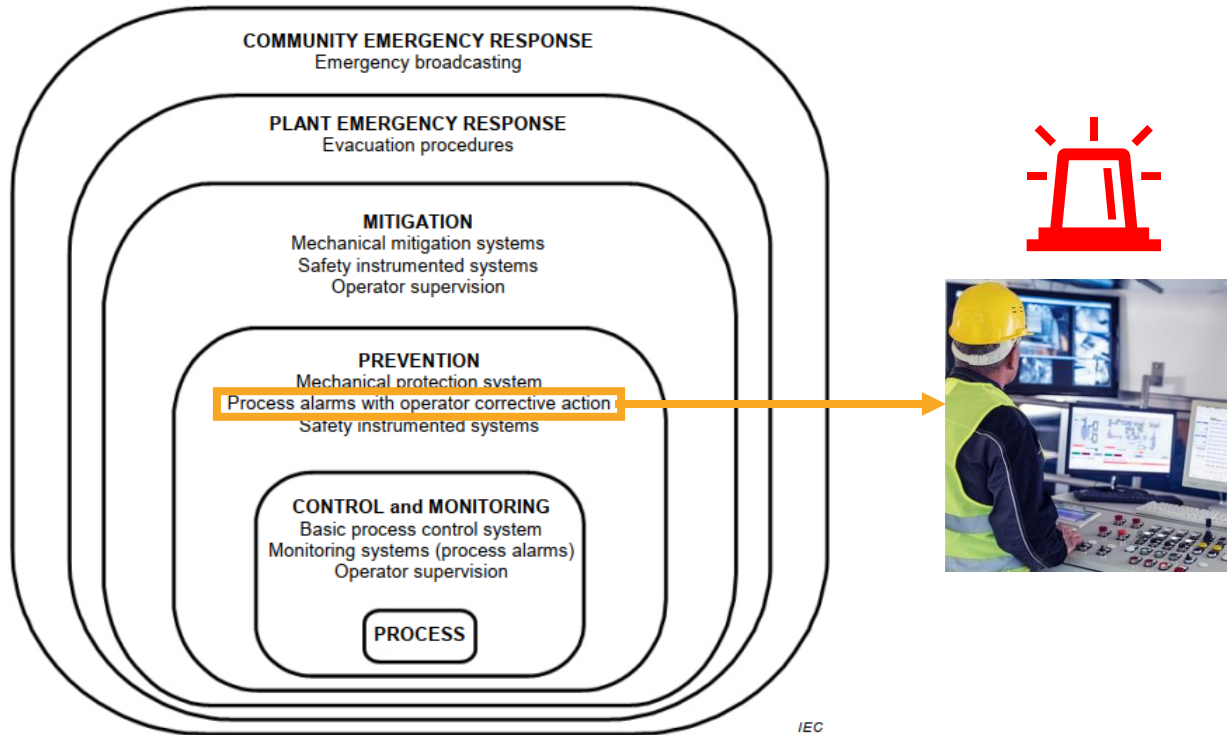 COMMUNITY EMERGENCY RESPONSE
Emergency broadcasting
PLANT EMERGENCY RESPONSE
Evacuation procedures
MITIGATION
Mechanical mitigation systems
Safety instrumented systems
Operator supervision
PREVENTION
Mechanical protection system
Process alarms with operator corrective action
Safety instrumented systems
CONTROL and MONITORING
Basic process control system
Monitoring systems (process alarms)
Operator supervision
PROCESS
IEC